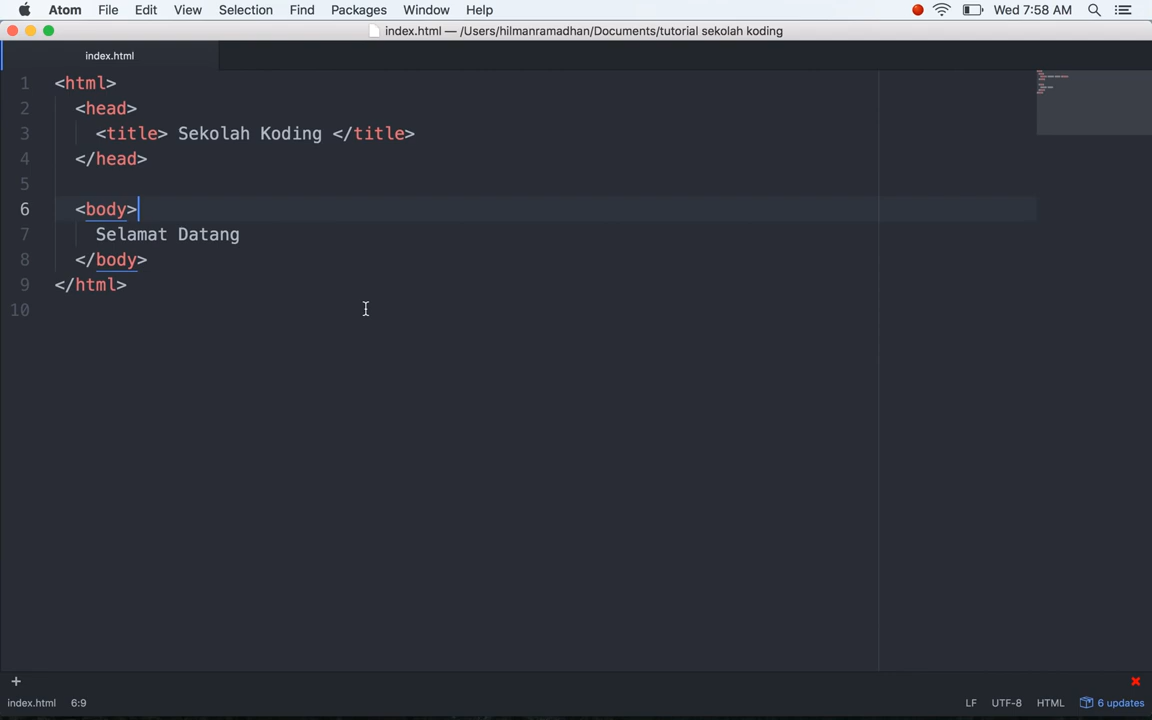 Atom File Edit View Selection Find Packages Window Help Wed 7:58 AM
index.html — /Users/hilmanramadhan/Documents/tutorial sekolah koding
index.html
1 <html>
2 <head>
3 <title> Sekolah Koding </title>
4 </head>
5
6 <body>
7 Selamat Datang
8 </body>
9 </html>
10
+
index.html 6:9 LF UTF-8 HTML 6 updates